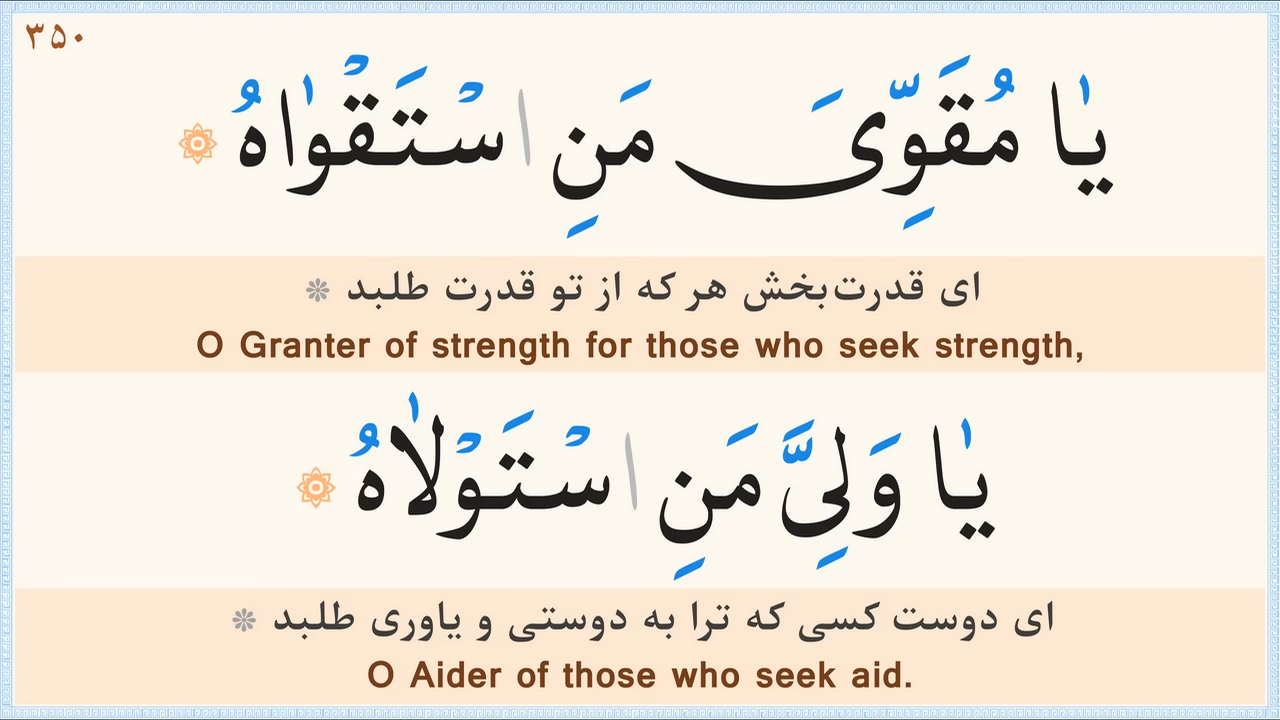 ۳۵۰
يٰا مُقَوِّىَ مَنِ اسْتَقْوٰاهُ
ای قدرت‌بخش هر که از تو قدرت طلبد
O Granter of strength for those who seek strength,
يٰا وَلِىَّ مَنِ اسْتَوْلاٰهُ
ای دوست کسی که ترا به دوستی و یاوری طلبد
O Aider of those who seek aid.